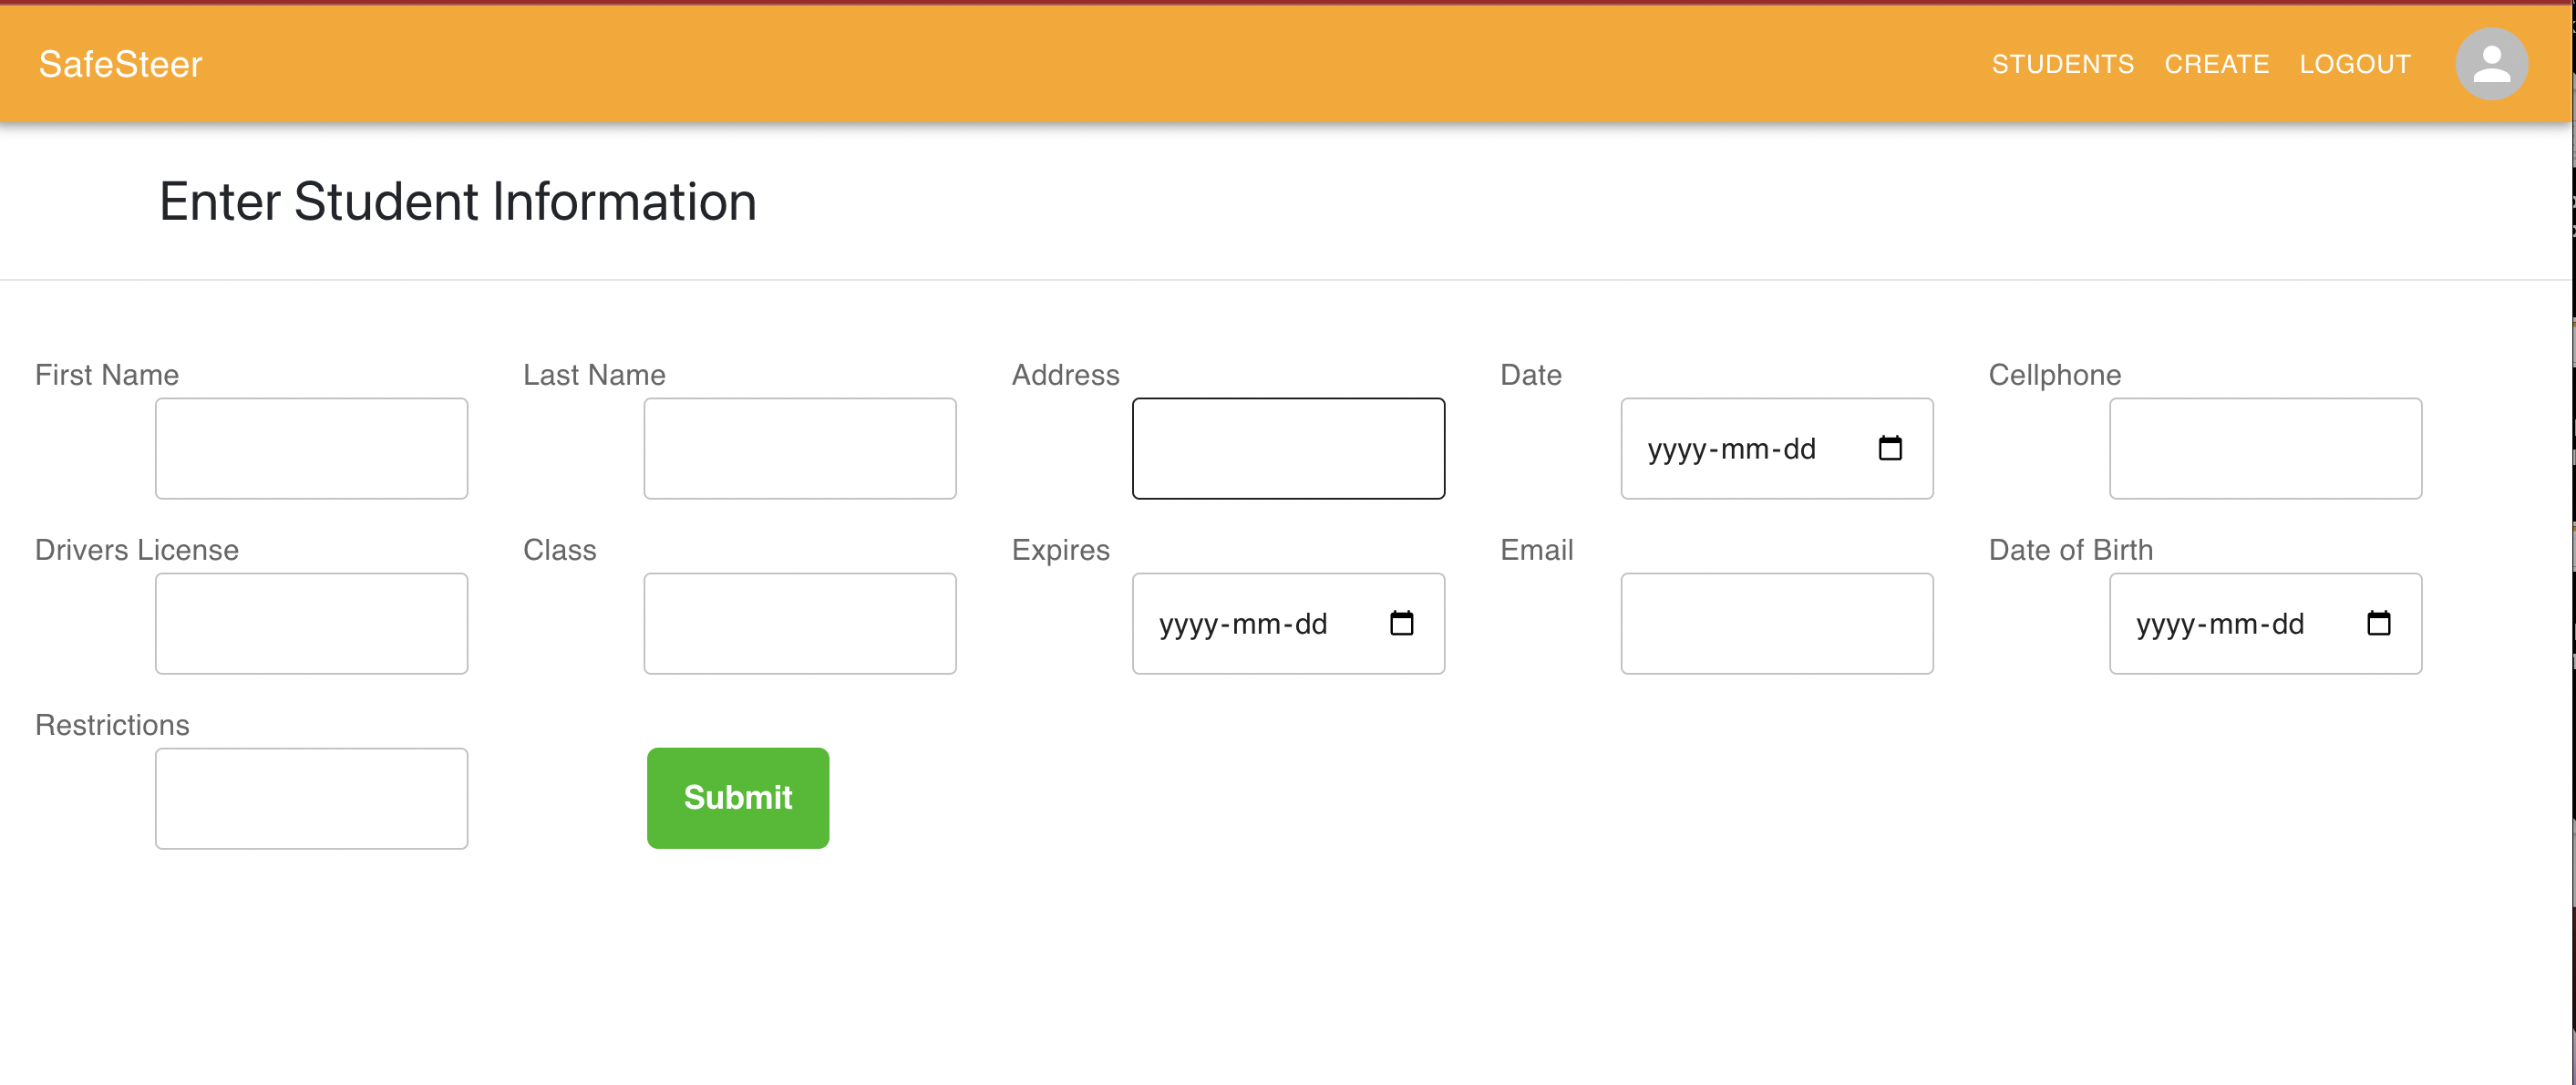 SafeSteer
STUDENTS CREATE LOGOUT
Enter Student Information
First Name Last Name Address Date Cellphone
yyyy-mm-dd
Drivers License Class Expires Email Date of Birth
yyyy-mm-dd yyyy-mm-dd
Restrictions
Submit